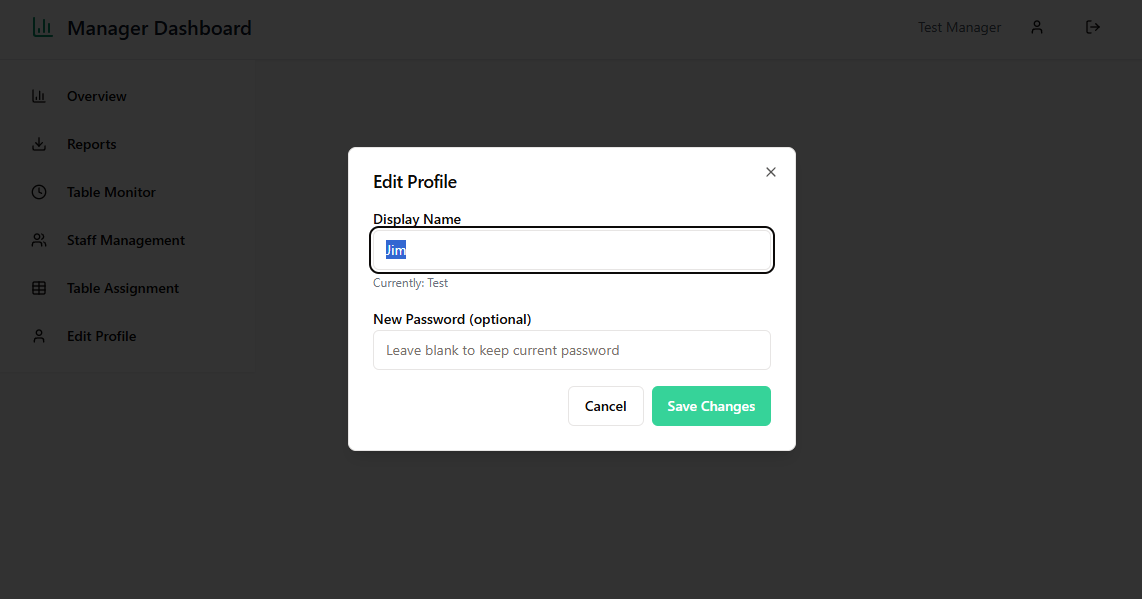 Manager Dashboard
Test Manager
Overview
Reports
Table Monitor
Staff Management
Table Assignment
Edit Profile
Edit Profile
Display Name
Jim
Currently: Test
New Password (optional)
Leave blank to keep current password
Cancel
Save Changes